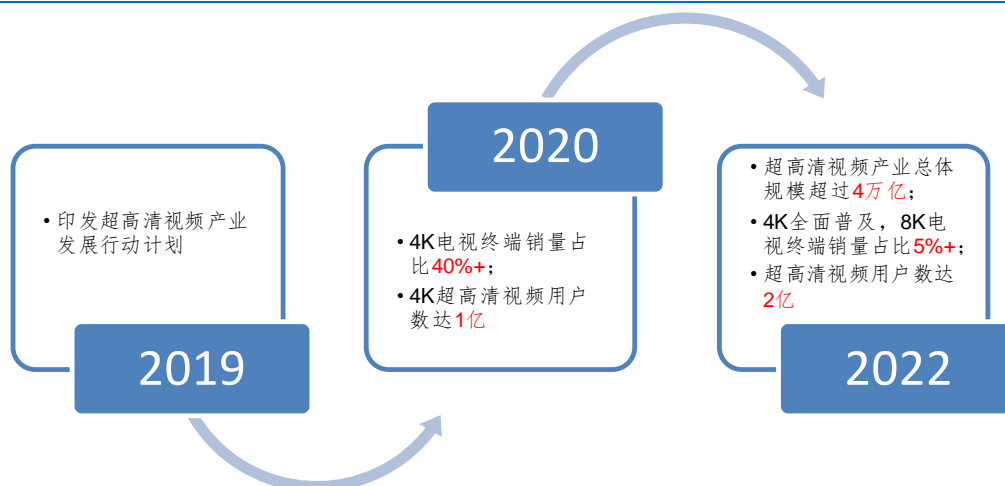 • 印发超高清视频产业
发展行动计划
2019
2020
• 4K电视终端销量占
比40%+；
• 4K超高清视频用户
数达1亿
• 超高清视频产业总体
规模超过4万亿；
• 4K全面普及，8K电
视终端销量占比5%+；
• 超高清视频用户数达
2亿
2022